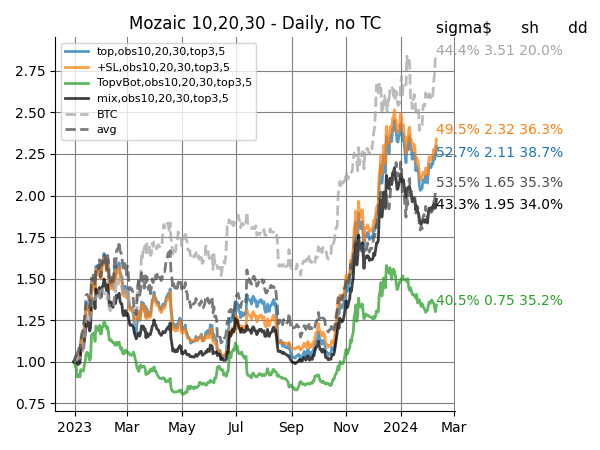 Mozaic 10,20,30 - Daily, no TC
sigma$ sh dd
44.4% 3.51 20.0%
top,obs10,20,30,top3,5
+SL,obs10,20,30,top3,5
TopvBot,obs10,20,30,top3,5
mix,obs10,20,30,top3,5
BTC
avg
49.5% 2.32 36.3%
52.7% 2.11 38.7%
53.5% 1.65 35.3%
43.3% 1.95 34.0%
40.5% 0.75 35.2%
2.75
2.50
2.25
2.00
1.75
1.50
1.25
1.00
0.75
2023 Mar May Jul Sep Nov 2024 Mar